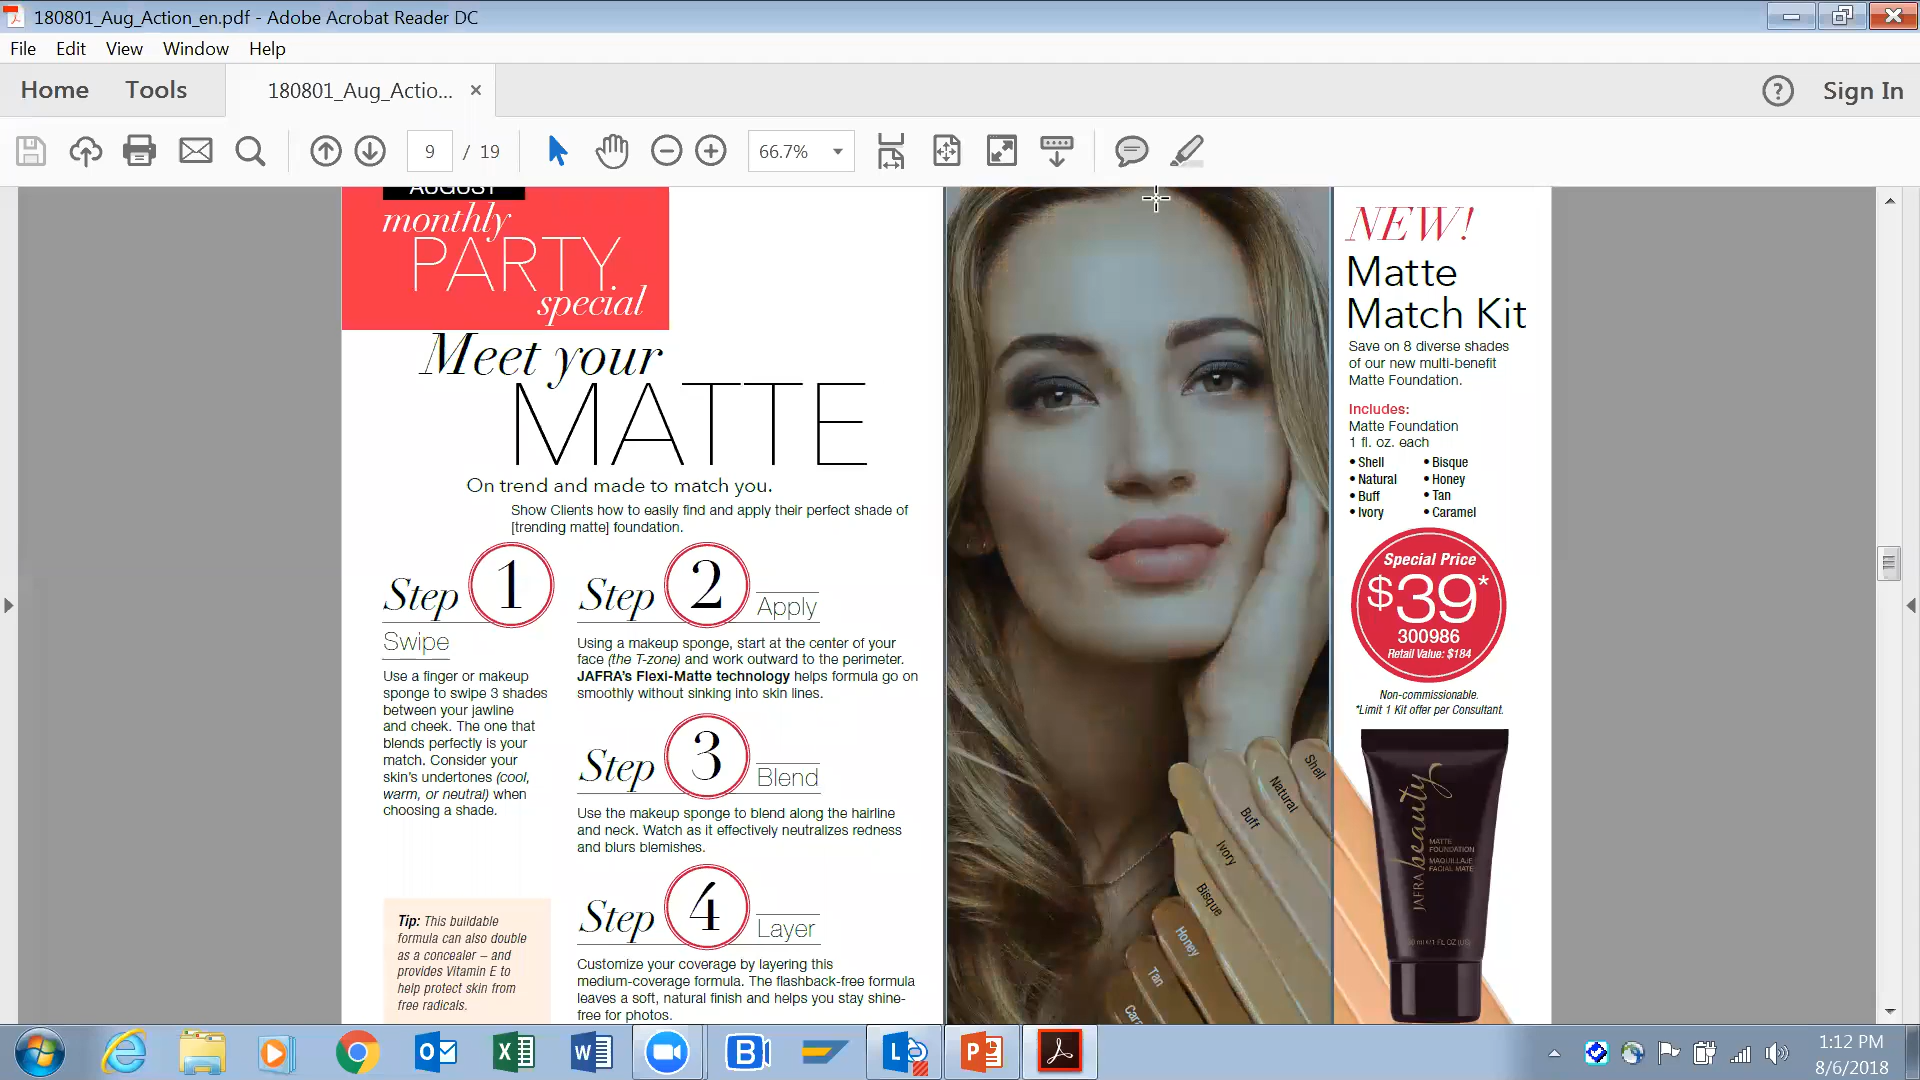 180801_Aug_Action_en.pdf - Adobe Acrobat Reader DC
File Edit View Window Help
Home Tools 180801_Aug_Actio... × ? Sign In
9 / 19 66.7%
AUGUST
monthly
PARTY
special
Meet your
MATTE
On trend and made to match you.
Show Clients how to easily find and apply their perfect shade of
[trending matte] foundation.
Step 1
Swipe
Use a finger or makeup
sponge to swipe 3 shades
between your jawline
and cheek. The one that
blends perfectly is your
match. Consider your
skin's undertones (cool,
warm, or neutral) when
choosing a shade.
Tip: This buildable
formula can also double
as a concealer – and
provides Vitamin E to
help protect skin from
free radicals.
Step 2 Apply
Using a makeup sponge, start at the center of your
face (the T-zone) and work outward to the perimeter.
JAFRA's Flexi-Matte technology helps formula go on
smoothly without sinking into skin lines.
Step 3 Blend
Use the makeup sponge to blend along the hairline
and neck. Watch as it effectively neutralizes redness
and blurs blemishes.
Step 4 Layer
Customize your coverage by layering this
medium-coverage formula. The flashback-free formula
leaves a soft, natural finish and helps you stay shine-
free for photos.
Shell
Natural
Buff
Ivory
Bisque
Honey
Tan
NEW!
Matte
Match Kit
Save on 8 diverse shades
of our new multi-benefit
Matte Foundation.
Includes:
Matte Foundation
1 fl. oz. each
• Shell • Bisque
• Natural • Honey
• Buff • Tan
• Ivory • Caramel
Special Price
$39*
300986
Retail Value: $184
Non-commissionable.
*Limit 1 Kit offer per Consultant.
JAFRA beauty
MATTE
FOUNDATION
MAQUILLAJE
FACIAL MATE
1:12 PM
8/6/2018